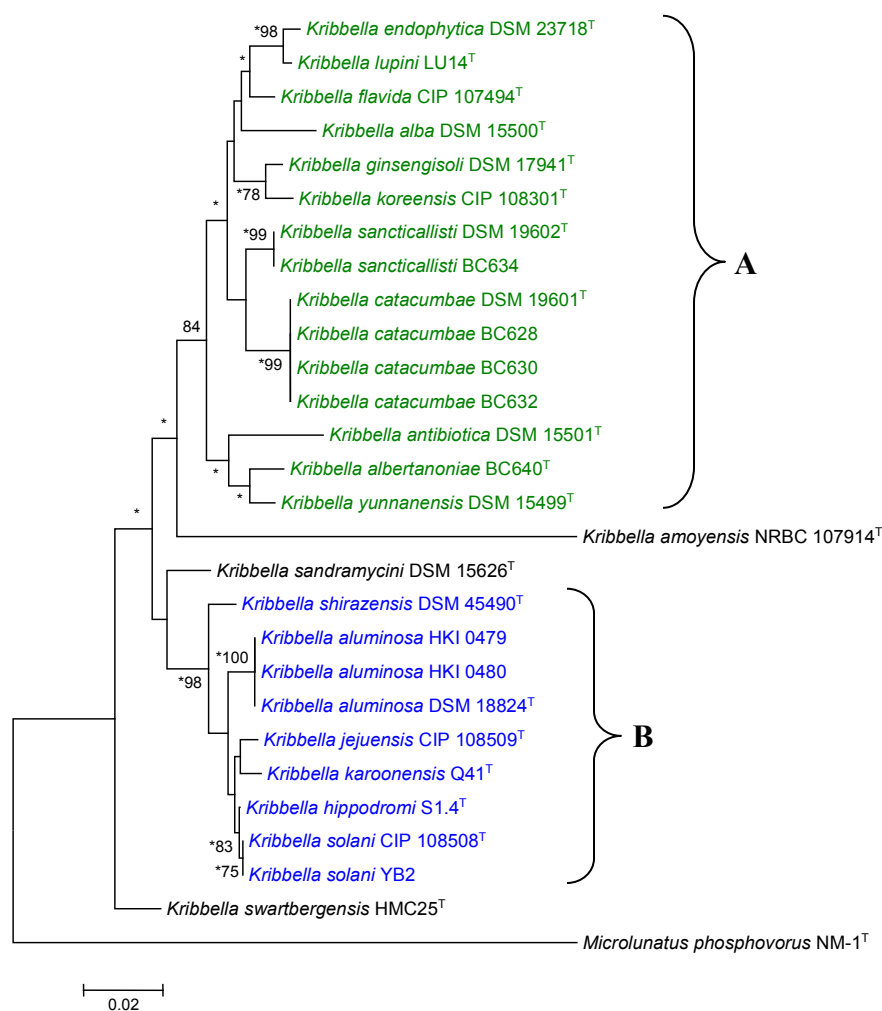 *98
Kribbella endophytica DSM 23718ᵀ
*
Kribbella lupini LU14ᵀ
Kribbella flavida CIP 107494ᵀ
Kribbella alba DSM 15500ᵀ
Kribbella ginsengisoli DSM 17941ᵀ
*78
Kribbella koreensis CIP 108301ᵀ
*
*99
Kribbella sancticallisti DSM 19602ᵀ
Kribbella sancticallisti BC634
A
Kribbella catacumbae DSM 19601ᵀ
84
Kribbella catacumbae BC628
*99
Kribbella catacumbae BC630
Kribbella catacumbae BC632
*
Kribbella antibiotica DSM 15501ᵀ
*
Kribbella albertanoniae BC640ᵀ
*
Kribbella yunnanensis DSM 15499ᵀ
*
Kribbella amoyensis NRBC 107914ᵀ
Kribbella sandramycini DSM 15626ᵀ
Kribbella shirazensis DSM 45490ᵀ
Kribbella aluminosa HKI 0479
*100
Kribbella aluminosa HKI 0480
*98
Kribbella aluminosa DSM 18824ᵀ
Kribbella jejuensis CIP 108509ᵀ
B
Kribbella karoonensis Q41ᵀ
Kribbella hippodromi S1.4ᵀ
*83
Kribbella solani CIP 108508ᵀ
*75
Kribbella solani YB2
Kribbella swartbergensis HMC25ᵀ
Microlunatus phosphovorus NM-1ᵀ
0.02